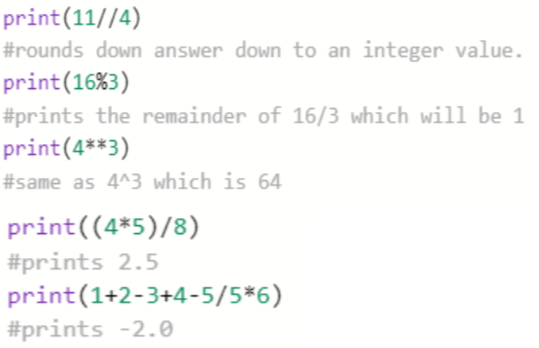 print(11//4)
#rounds down answer down to an integer value.
print(16%3)
#prints the remainder of 16/3 which will be 1
print(4**3)
#same as 4^3 which is 64
print((4*5)/8)
#prints 2.5
print(1+2-3+4-5/5*6)
#prints -2.0